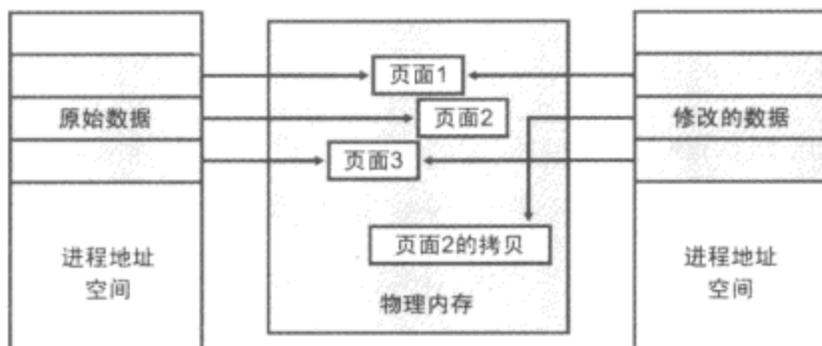 页面1
原始数据
页面2
修改的数据
页面3
页面2的拷贝
进程地址
空间
物理内存
进程地址
空间